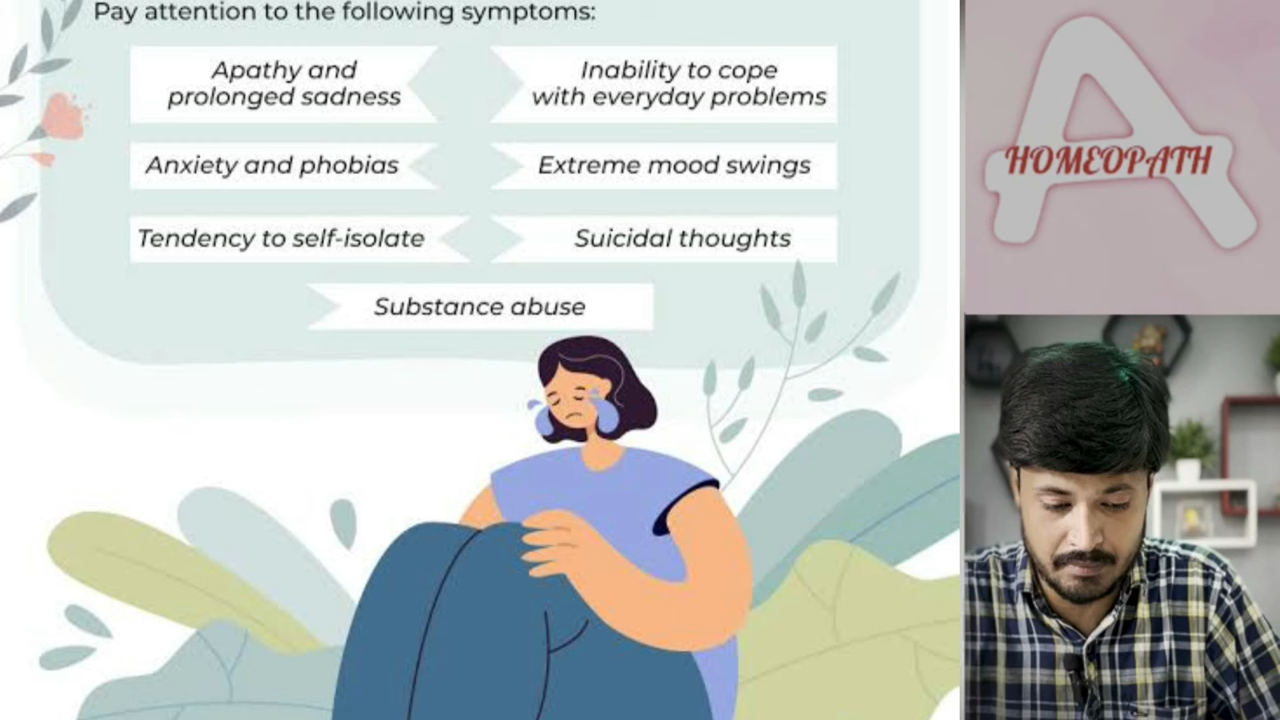 Pay attention to the following symptoms:
Apathy and
prolonged sadness
Inability to cope
with everyday problems
Anxiety and phobias
Extreme mood swings
Tendency to self-isolate
Suicidal thoughts
Substance abuse
A
HOMEOPATH